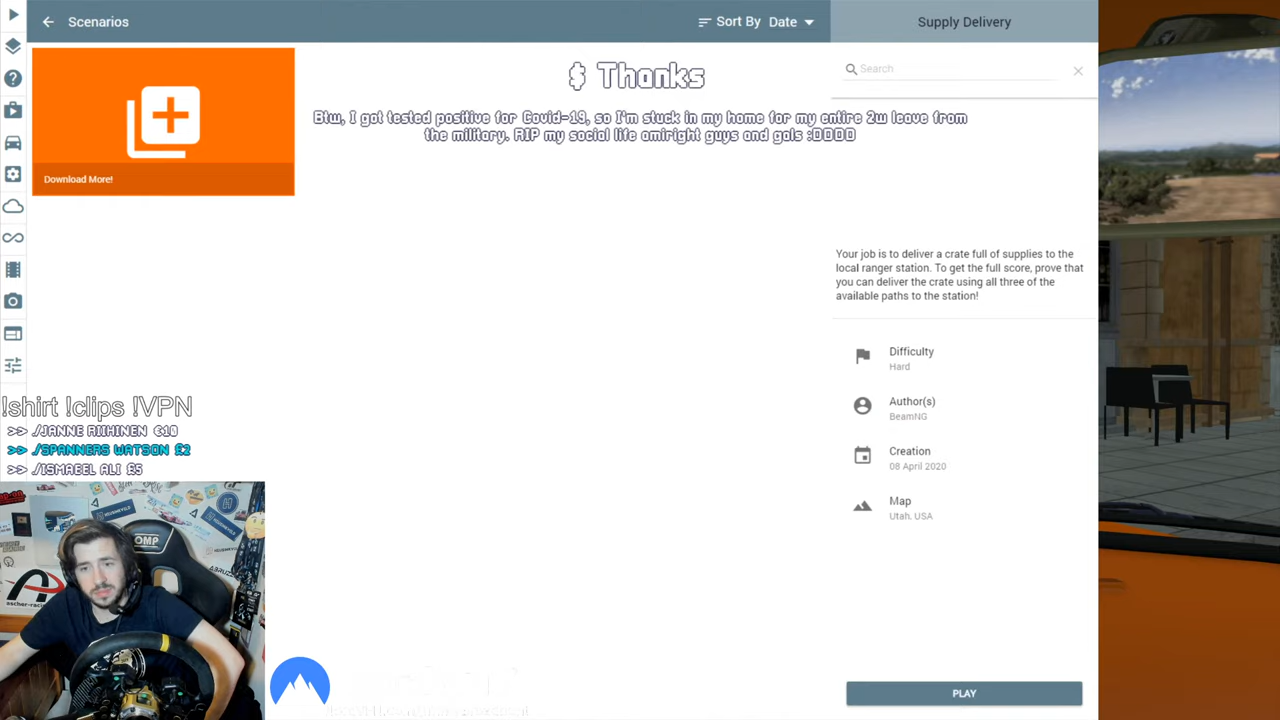 Scenarios
Sort By Date
Supply Delivery
Search
$ Thanks
Btw, I got tested positive for Covid-19, so I'm stuck in my home for my entire 2w leave from
the military. RIP my social life amiright guys and gals :DDDD
Download More!
Your job is to deliver a crate full of supplies to the
local ranger station. To get the full score, prove that
you can deliver the crate using all three of the
available paths to the station!
Difficulty
Hard
Author(s)
BeamNG
Creation
08 April 2020
Map
Utah, USA
!shirt !clips !VPN
>> ./JANNE RIIHINEN €10
>> ./SPANNERS WATSON £2
>> ./ISMAEEL ALI £5
OMP
ascher-racing
PLAY